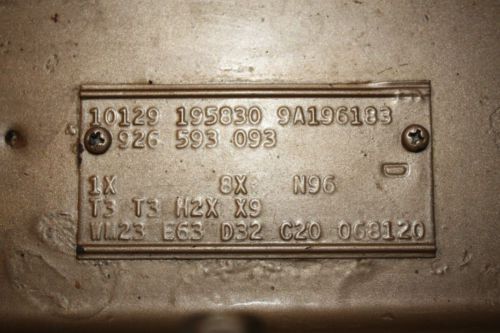 10129 195830 9A196183
926 593 093
D
1X 8X N96
T3 T3 H2X X9
WM23 E63 D32 C20 068120